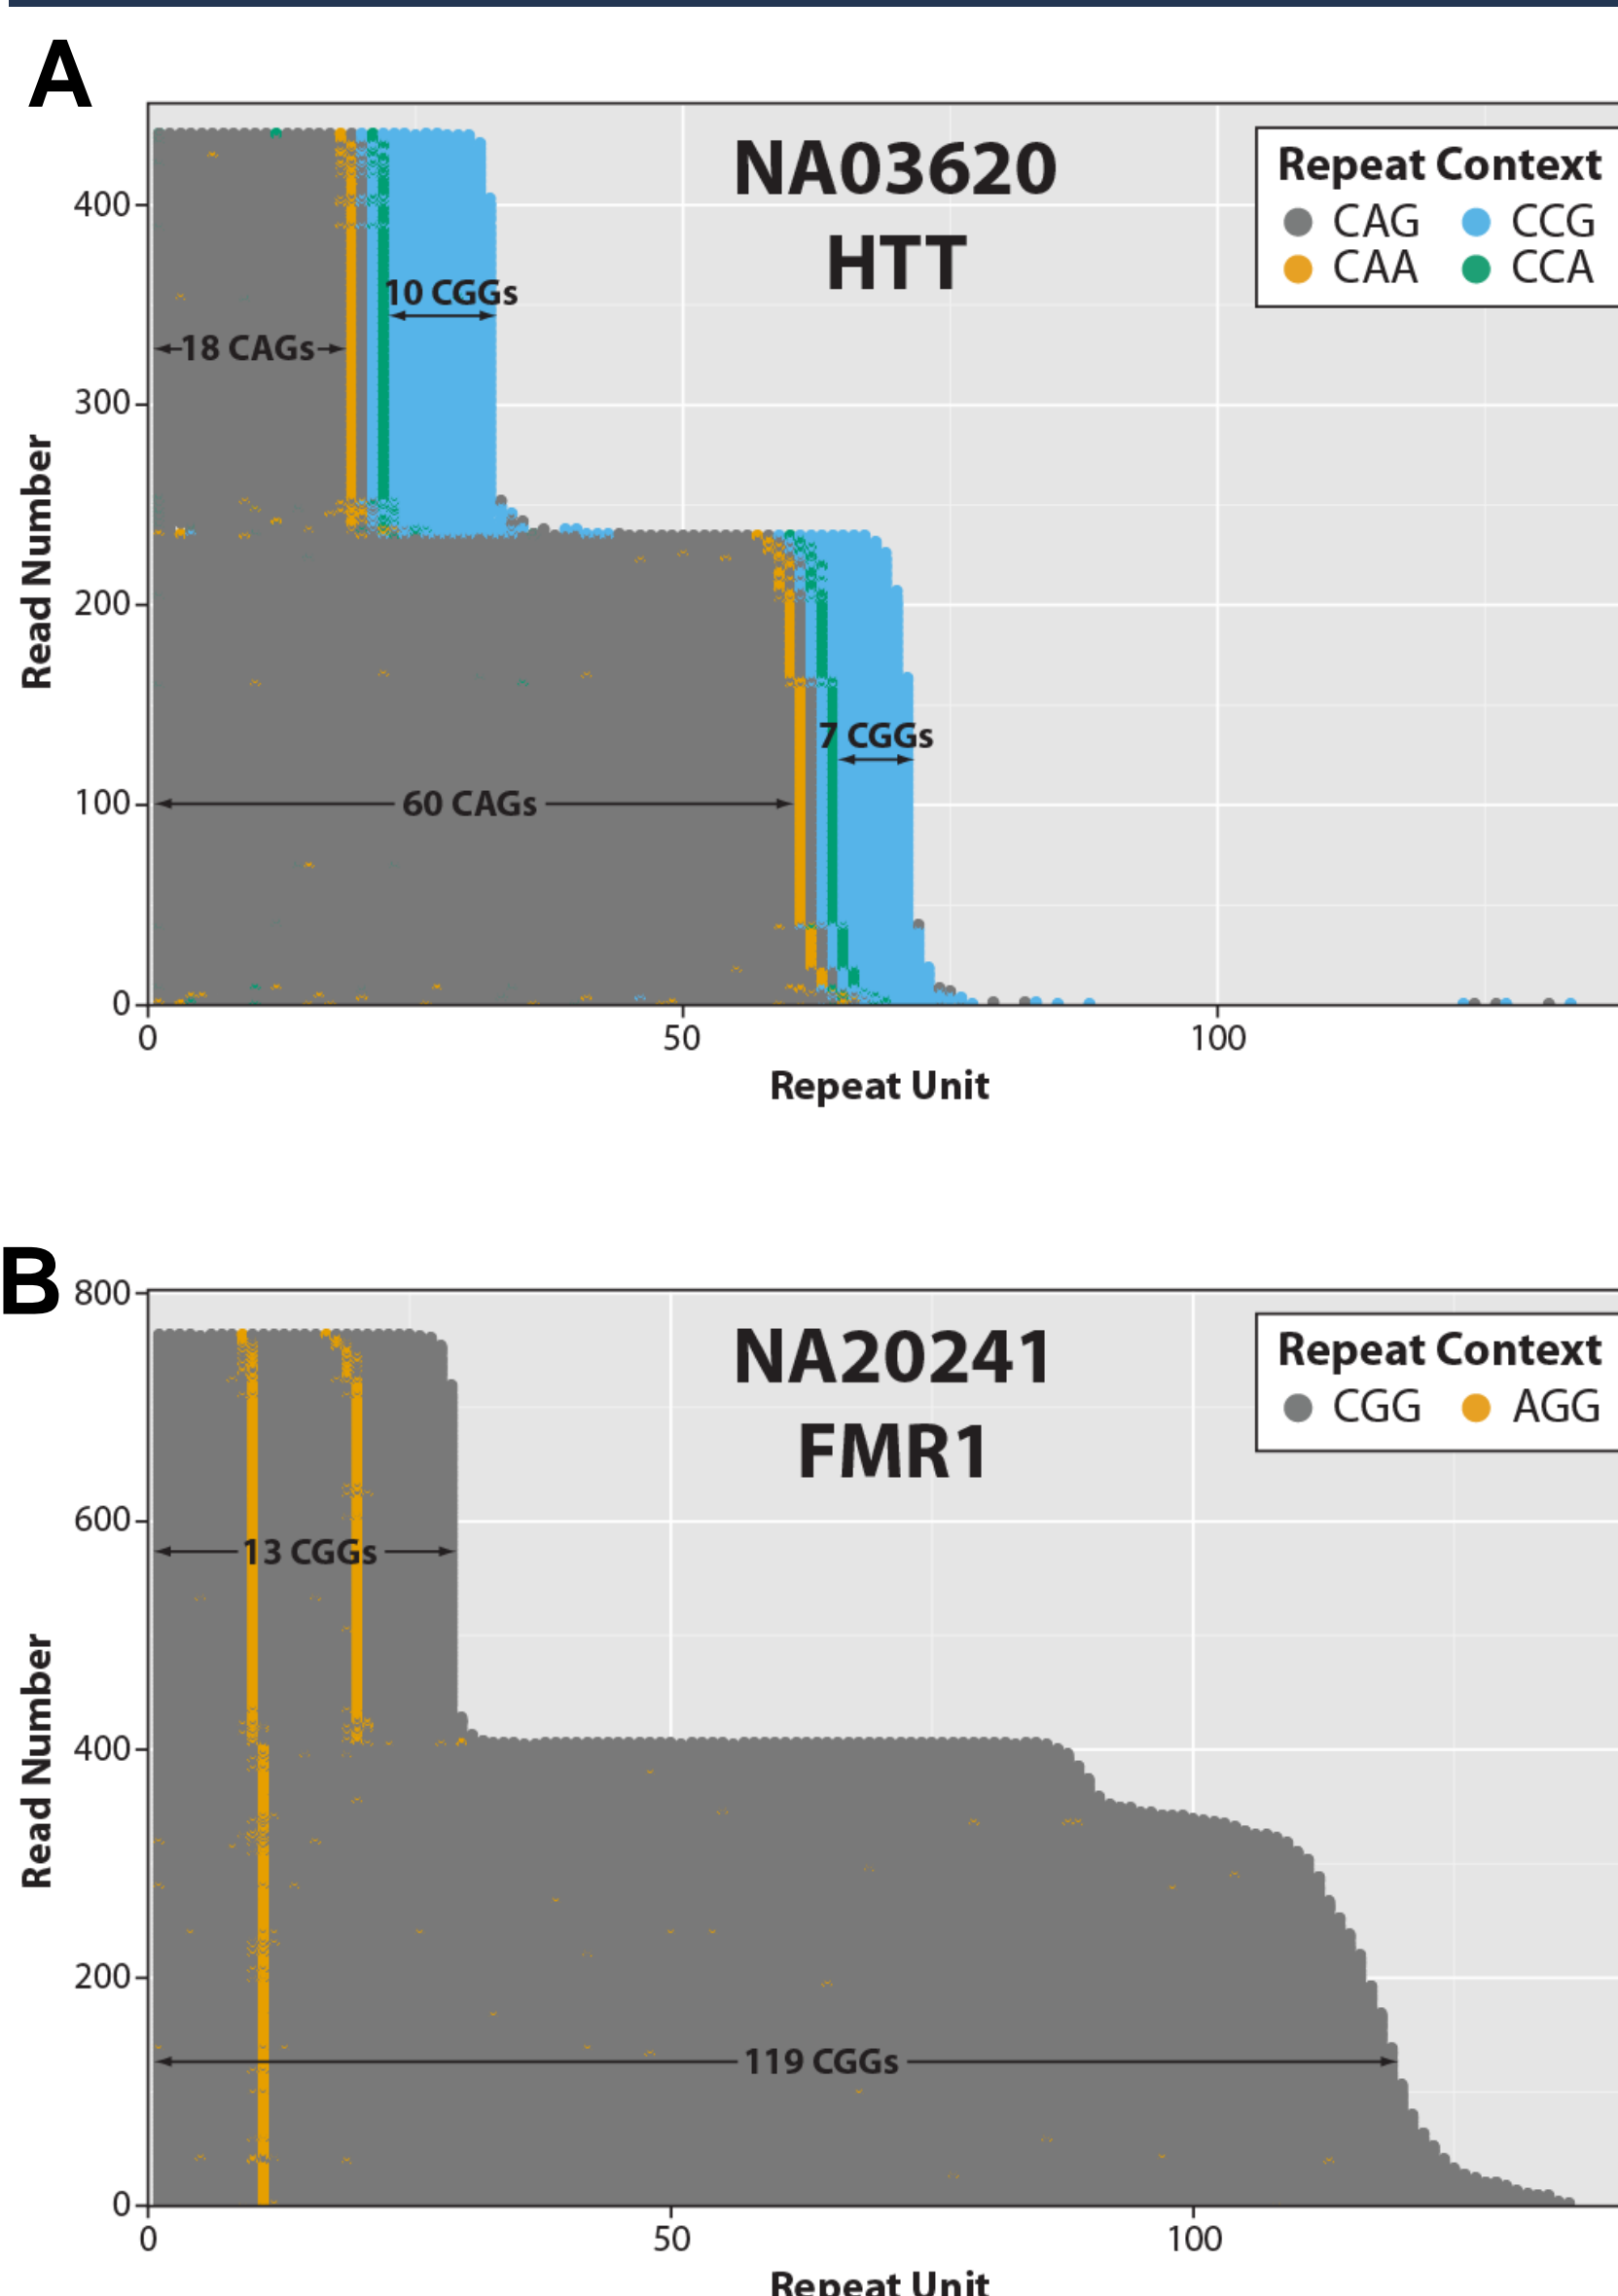 A
NA03620
HTT
Repeat Context
CAG CCG
CAA CCA
400
300
200
100
0
10 CGGs
18 CAGs
7 CGGs
60 CAGs
Read Number
0 50 100
Repeat Unit
B
800
600
400
200
0
NA20241
FMR1
Repeat Context
CGG AGG
13 CGGs
119 CGGs
Read Number
0 50 100
Repeat Unit